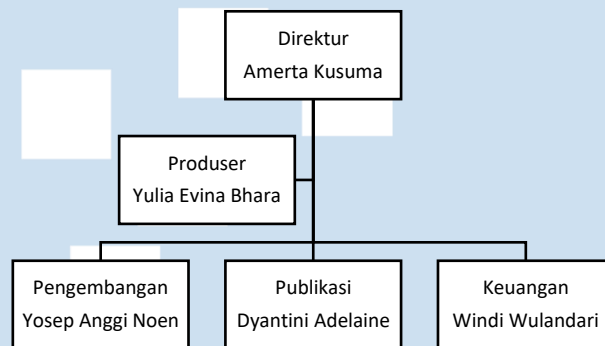 Direktur
Amerta Kusuma
Produser
Yulia Evina Bhara
Pengembangan
Yosep Anggi Noen
Publikasi
Dyantini Adelaine
Keuangan
Windi Wulandari